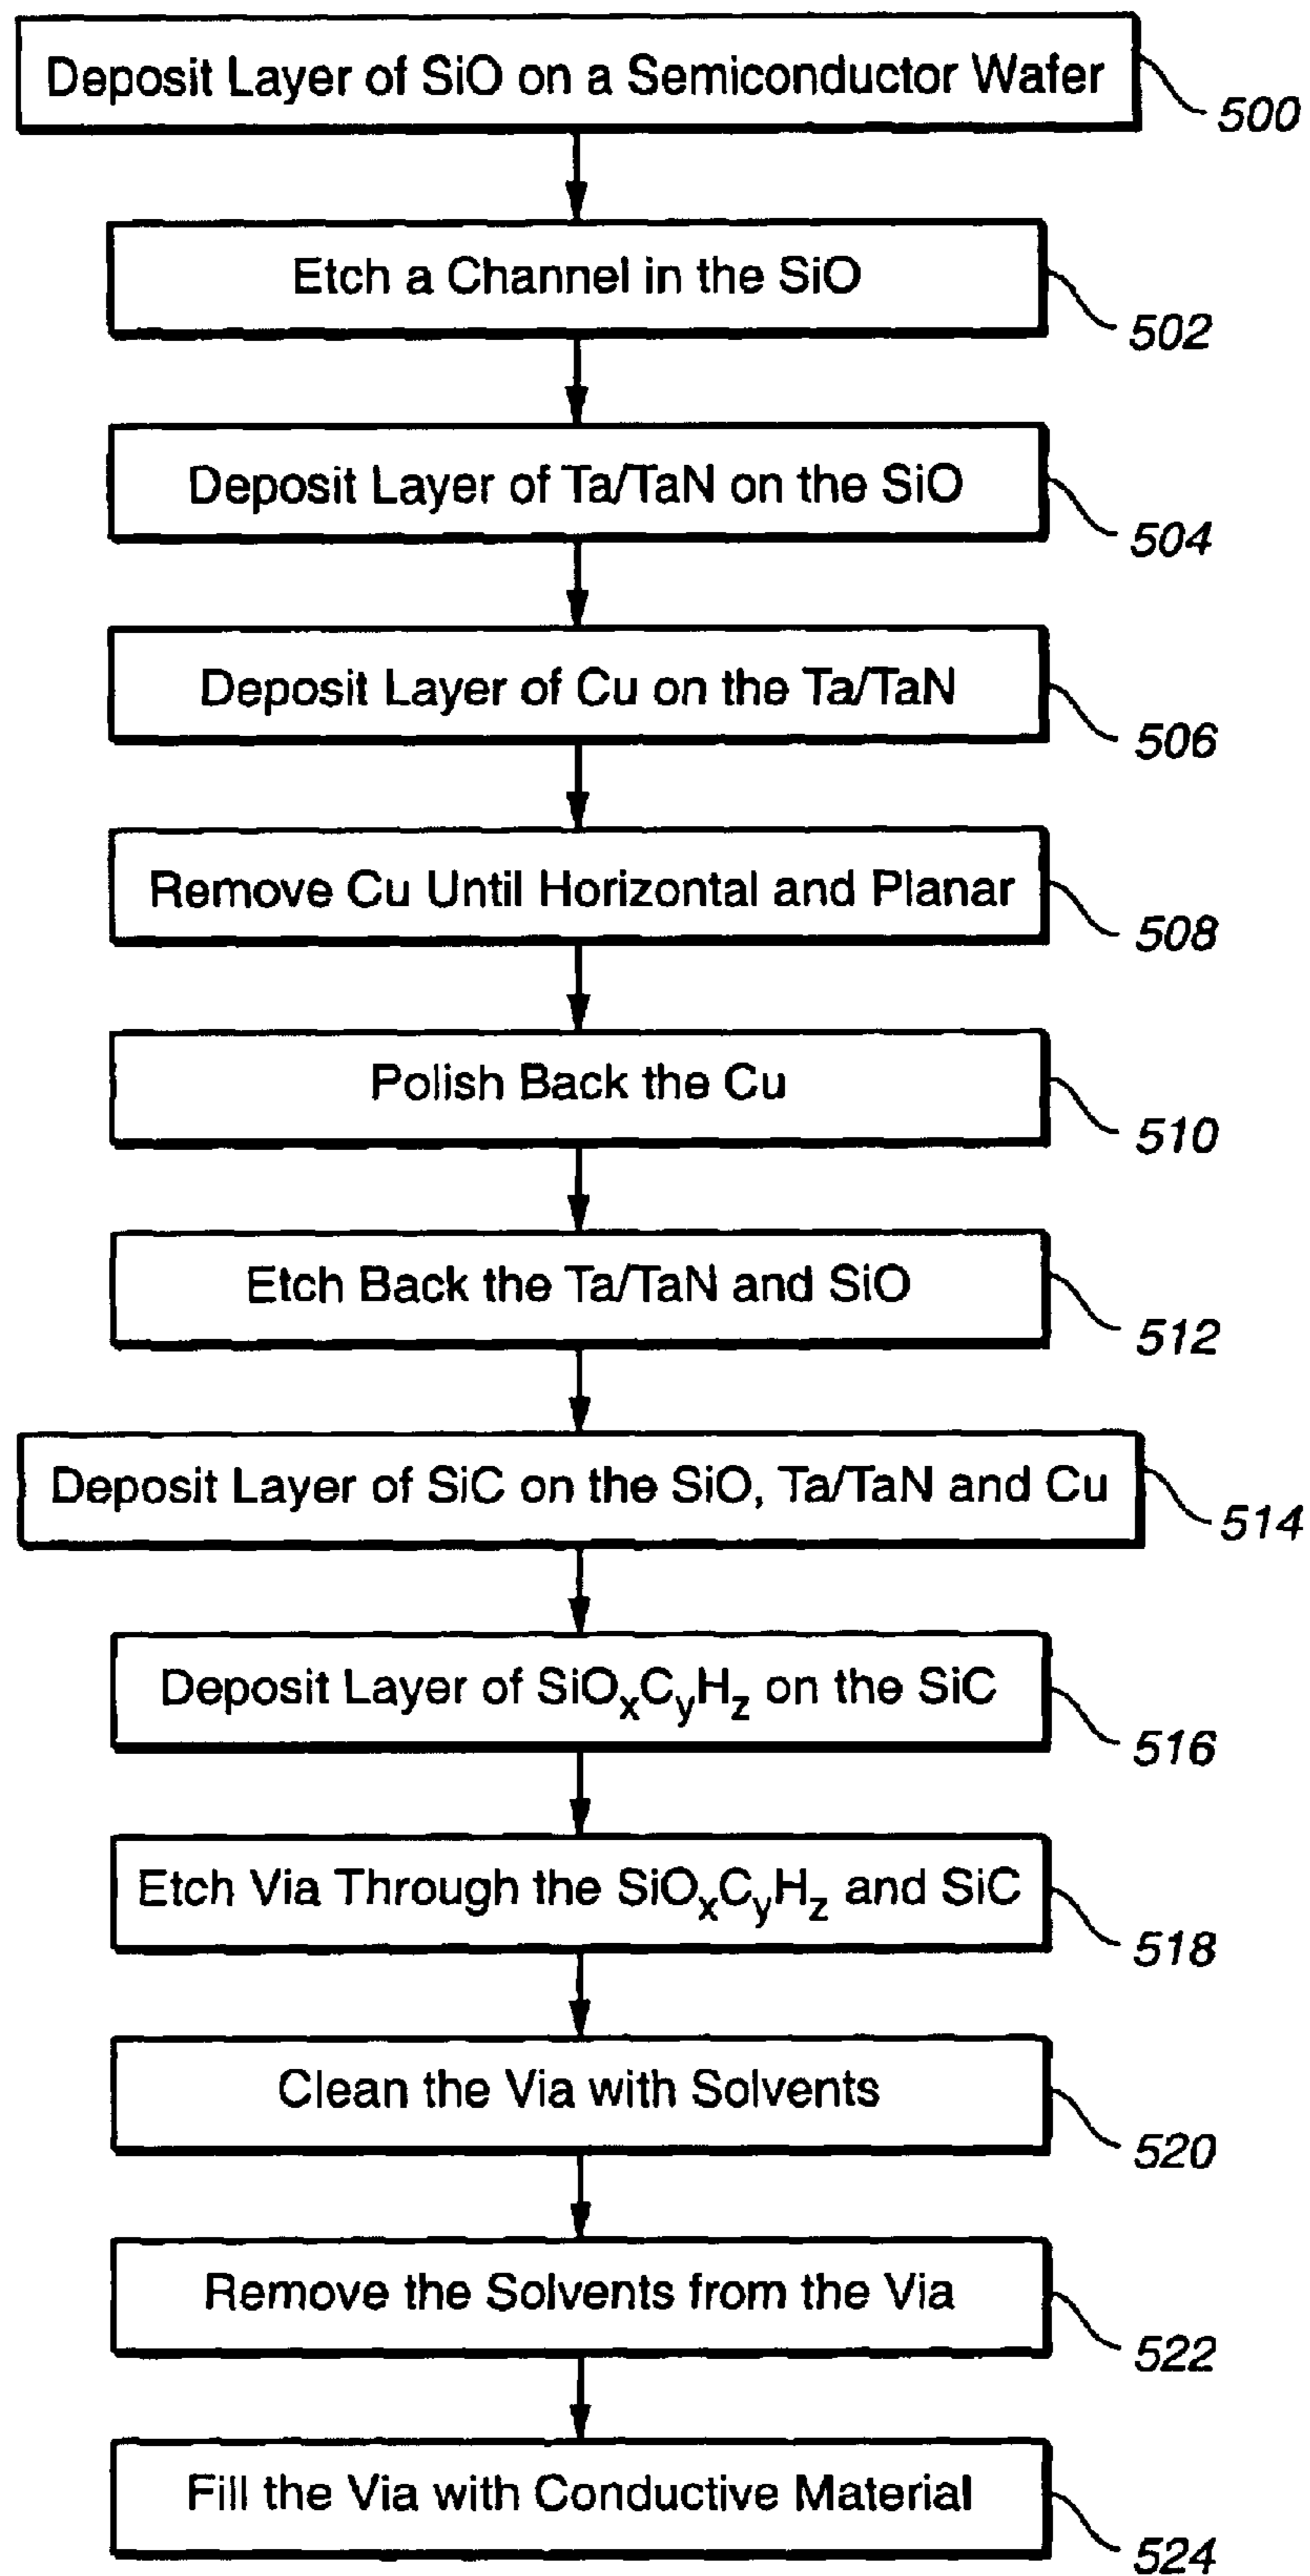 Deposit Layer of SiO on a Semiconductor Wafer
500
Etch a Channel in the SiO
502
Deposit Layer of Ta/TaN on the SiO
504
Deposit Layer of Cu on the Ta/TaN
506
Remove Cu Until Horizontal and Planar
508
Polish Back the Cu
510
Etch Back the Ta/TaN and SiO
512
Deposit Layer of SiC on the SiO, Ta/TaN and Cu
514
Deposit Layer of SiOxCyHz on the SiC
516
Etch Via Through the SiOxCyHz and SiC
518
Clean the Via with Solvents
520
Remove the Solvents from the Via
522
Fill the Via with Conductive Material
524